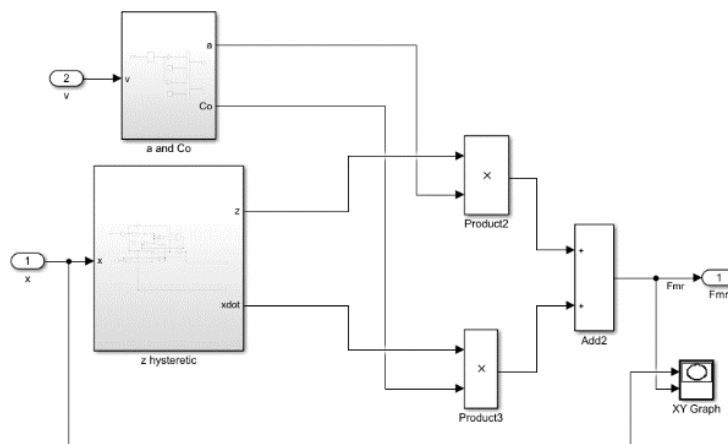 a
2
v
v
Co
a and Co
z
×
Product2
1
x
x
+
Fmr
1
Fmr
xdot
+
Add2
z hysteretic
×
Product3
XY Graph